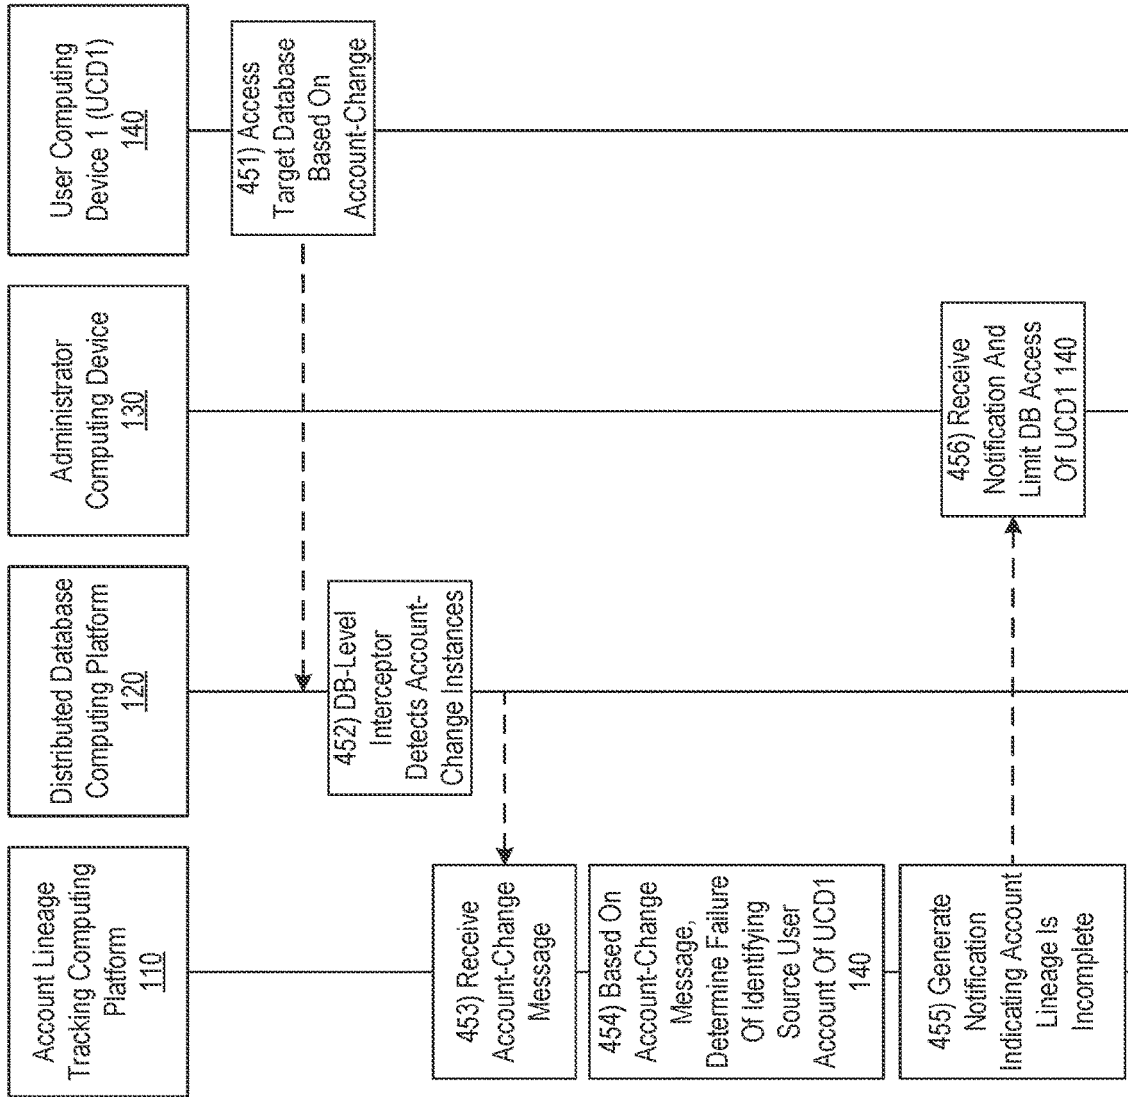 Account Lineage
Tracking Computing
Platform
110
Distributed Database
Computing Platform
120
Administrator
Computing Device
130
User Computing
Device 1 (UCD1)
140
451) Access
Target Database
Based On
Account-Change
452) DB-Level
Interceptor
Detects Account-
Change Instances
453) Receive
Account-Change
Message
454) Based On
Account-Change
Message,
Determine Failure
Of Identifying
Source User
Account Of UCD1
140
455) Generate
Notification
Indicating Account
Lineage Is
Incomplete
456) Receive
Notification And
Limit DB Access
Of UCD1 140